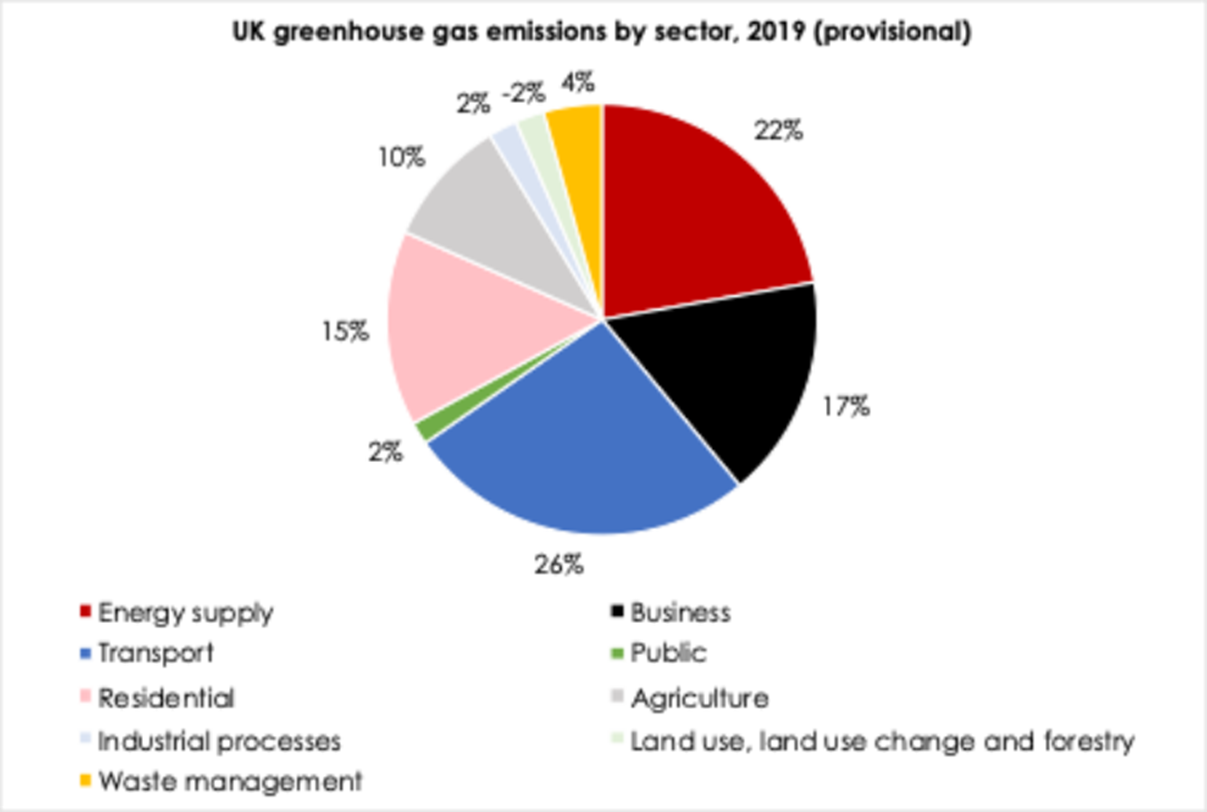 UK greenhouse gas emissions by sector, 2019 (provisional)
2% -2% 4%
22%
10%
15%
17%
2%
26%
Energy supply
Business
Transport
Public
Residential
Agriculture
Industrial processes
Land use, land use change and forestry
Waste management